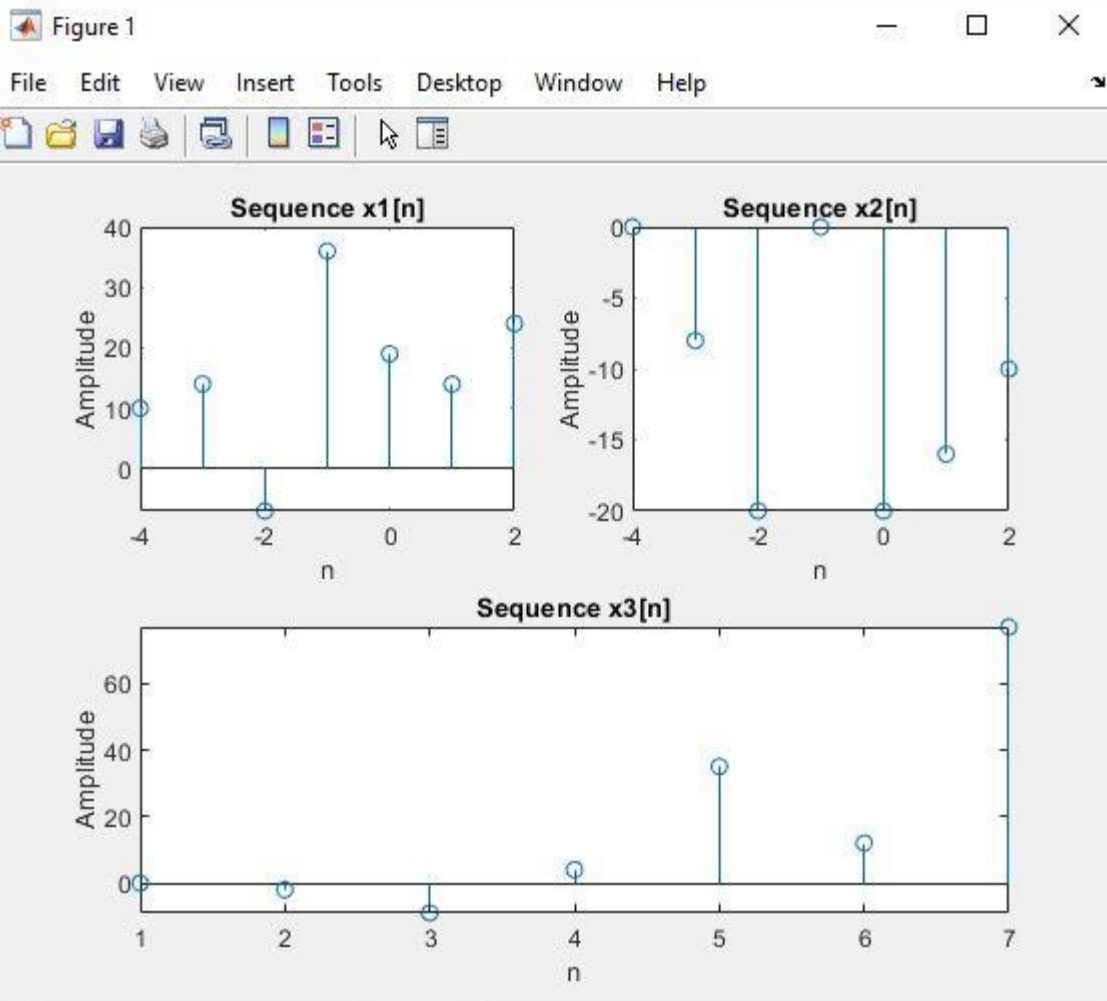 Figure 1
File Edit View Insert Tools Desktop Window Help
Sequence x1[n]
40
30
20
10
0
Amplitude
-4 -2 0 2
n
Sequence x2[n]
0
-5
-10
-15
-20
Amplitude
-4 -2 0 2
n
Sequence x3[n]
60
40
20
0
Amplitude
1 2 3 4 5 6 7
n